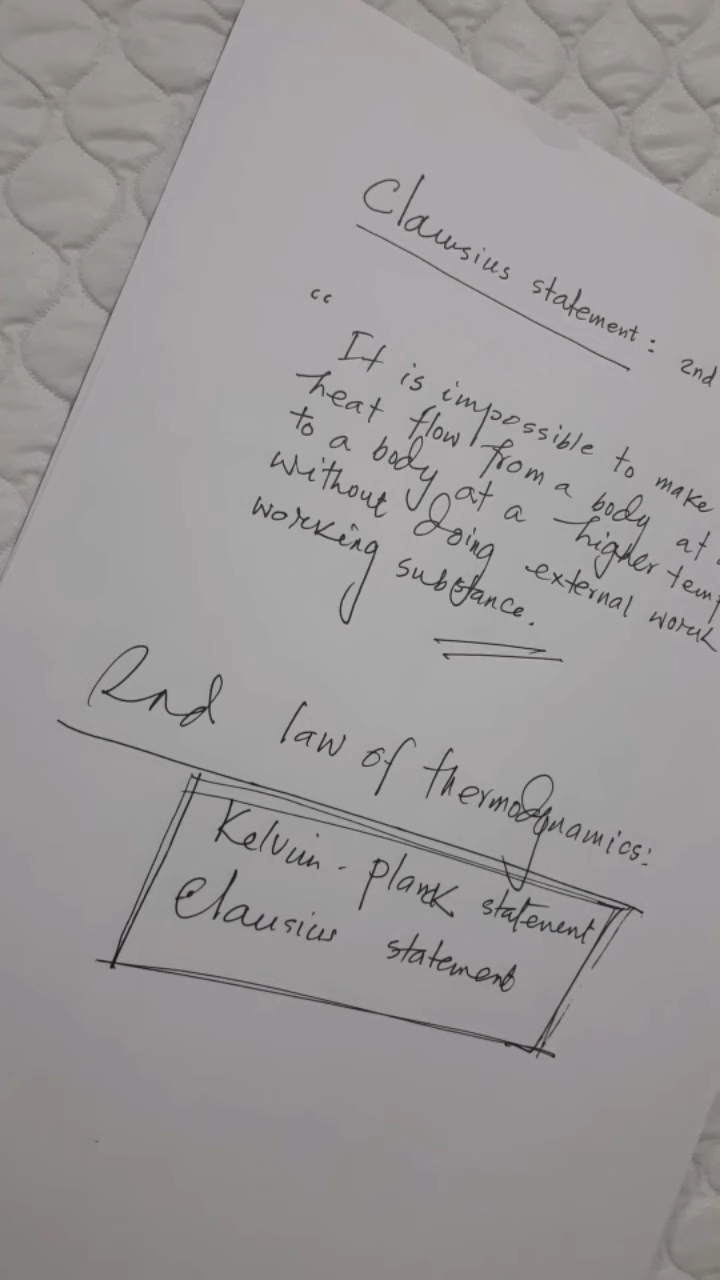 Clausius statement: 2nd
“
It is impossible to make
heat flow from a body at
to a body at a higher temp
without doing external work
working substance.
2nd law of thermodynamics:
Kelvin - plank statement
Clausius statement